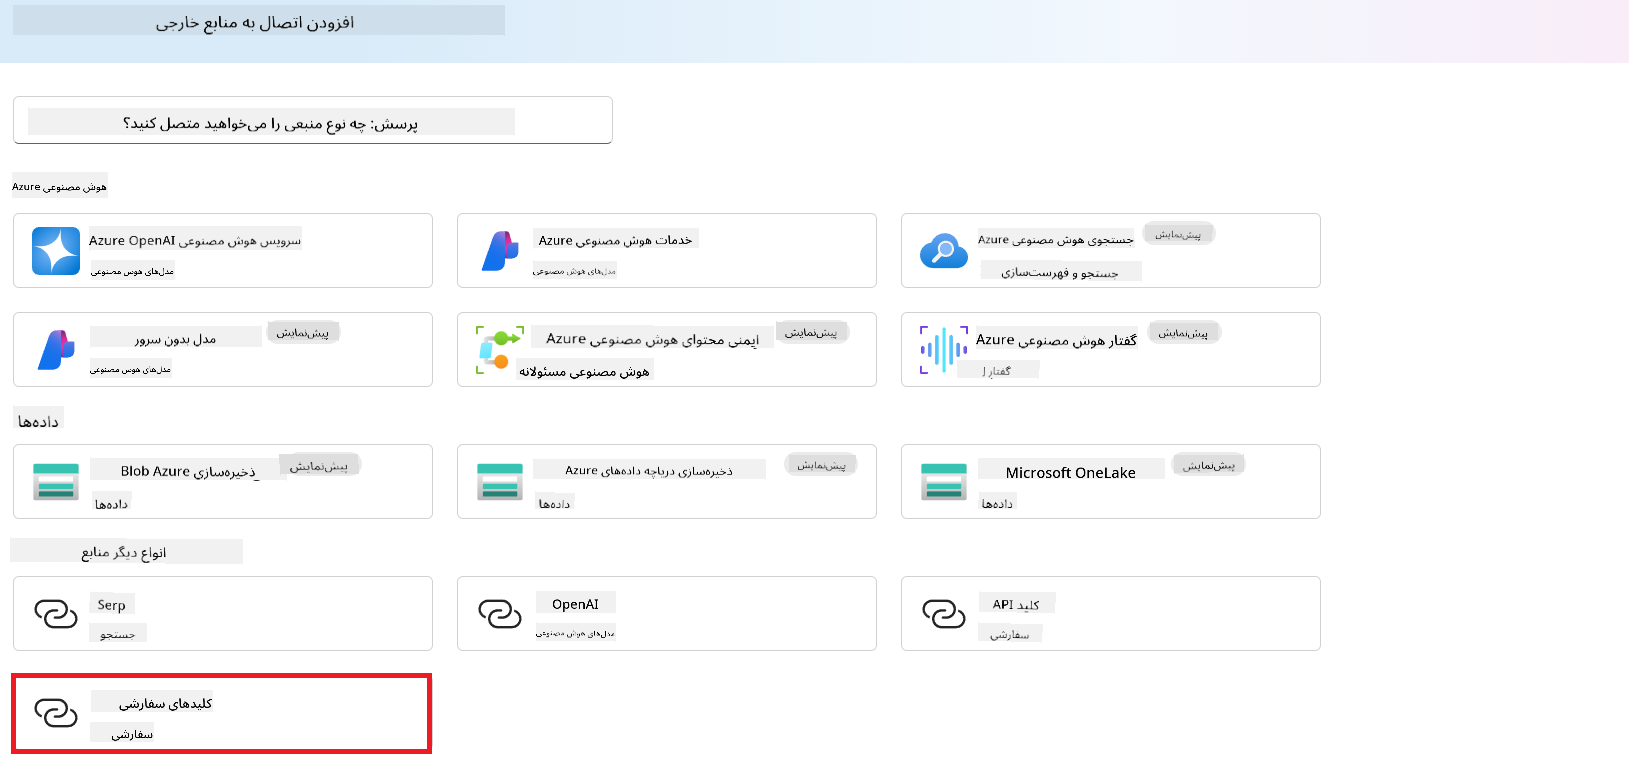 افزودن اتصال به منابع خارجی
پرسش: چه نوع منبعی را می‌خواهید متصل کنید؟
هوش مصنوعی Azure
سرویس هوش مصنوعی Azure OpenAI
مدل‌های هوش مصنوعی
خدمات هوش مصنوعی Azure
مدل‌های هوش مصنوعی
جستجوی هوش مصنوعی Azure
پیش‌نمایش
جستجو و فهرست‌سازی
مدل بدون سرور
پیش‌نمایش
مدل‌های هوش مصنوعی
ایمنی محتوای هوش مصنوعی Azure
پیش‌نمایش
هوش مصنوعی مسئولانه
گفتار هوش مصنوعی Azure
پیش‌نمایش
گفتار
داده‌ها
ذخیره‌سازی Blob Azure
پیش‌نمایش
داده‌ها
ذخیره‌سازی دریاچه داده‌های Azure
پیش‌نمایش
داده‌ها
Microsoft OneLake
پیش‌نمایش
داده‌ها
انواع دیگر منابع
Serp
جستجو
OpenAI
مدل‌های هوش مصنوعی
کلید API
سفارشی
کلیدهای سفارشی
سفارشی